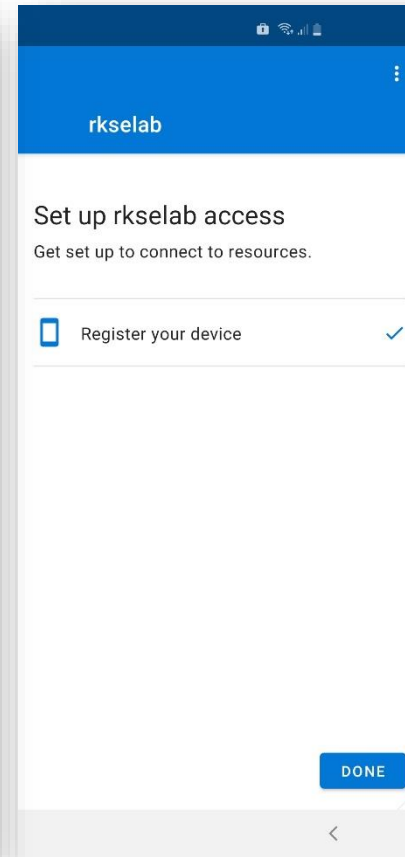 rkselab
Set up rkselab access
Get set up to connect to resources.
Register your device
DONE